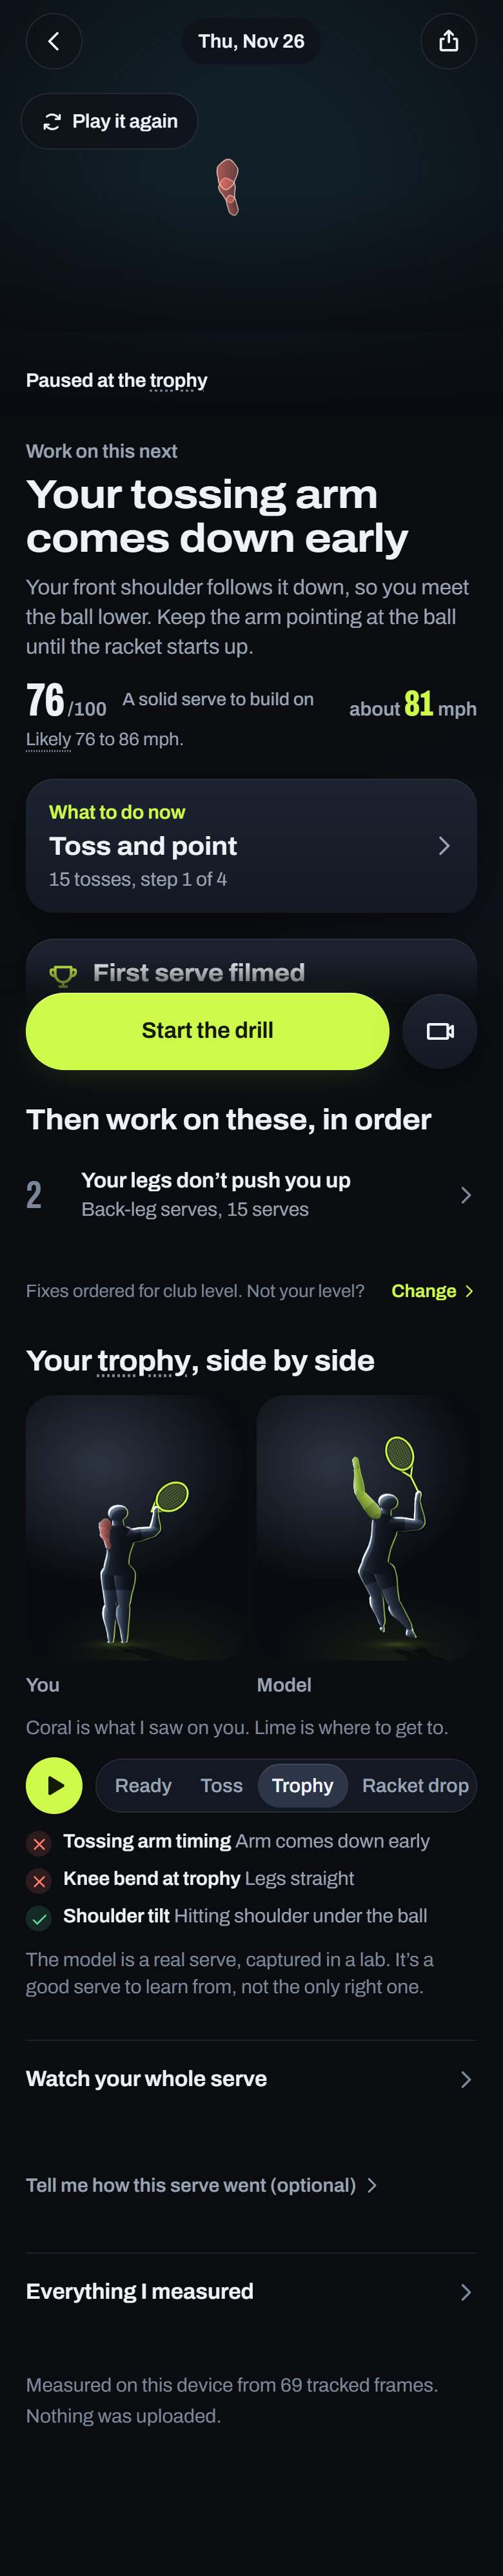 Thu, Nov 26
Play it again
Paused at the trophy
Work on this next
Your tossing arm
comes down early
Your front shoulder follows it down, so you meet
the ball lower. Keep the arm pointing at the ball
until the racket starts up.
76 /100 A solid serve to build on about 81 mph
Likely 76 to 86 mph.
What to do now
Toss and point
15 tosses, step 1 of 4
First serve filmed
Start the drill
Then work on these, in order
2 Your legs don’t push you up
Back-leg serves, 15 serves
Fixes ordered for club level. Not your level? Change
Your trophy, side by side
You Model
Coral is what I saw on you. Lime is where to get to.
Ready Toss Trophy Racket drop
Tossing arm timing Arm comes down early
Knee bend at trophy Legs straight
Shoulder tilt Hitting shoulder under the ball
The model is a real serve, captured in a lab. It’s a
good serve to learn from, not the only right one.
Watch your whole serve
Tell me how this serve went (optional)
Everything I measured
Measured on this device from 69 tracked frames.
Nothing was uploaded.